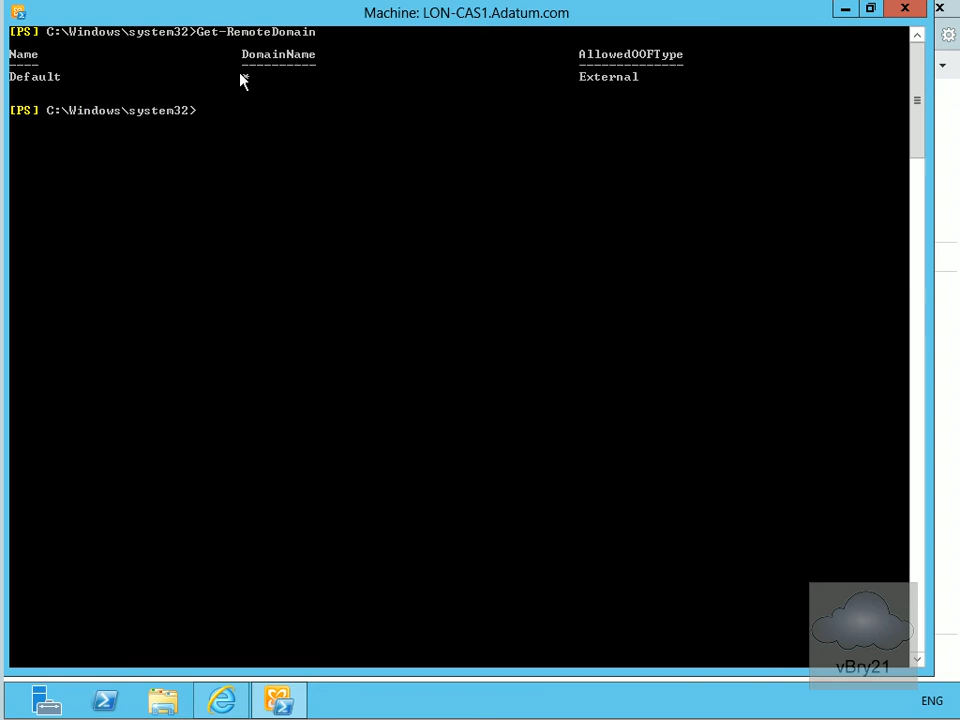 Machine: LON-CAS1.Adatum.com
[PS] C:\Windows\system32>Get-RemoteDomain
Name DomainName AllowedOOFType
---- ---------- --------------
Default * External
[PS] C:\Windows\system32>
vBry21
ENG